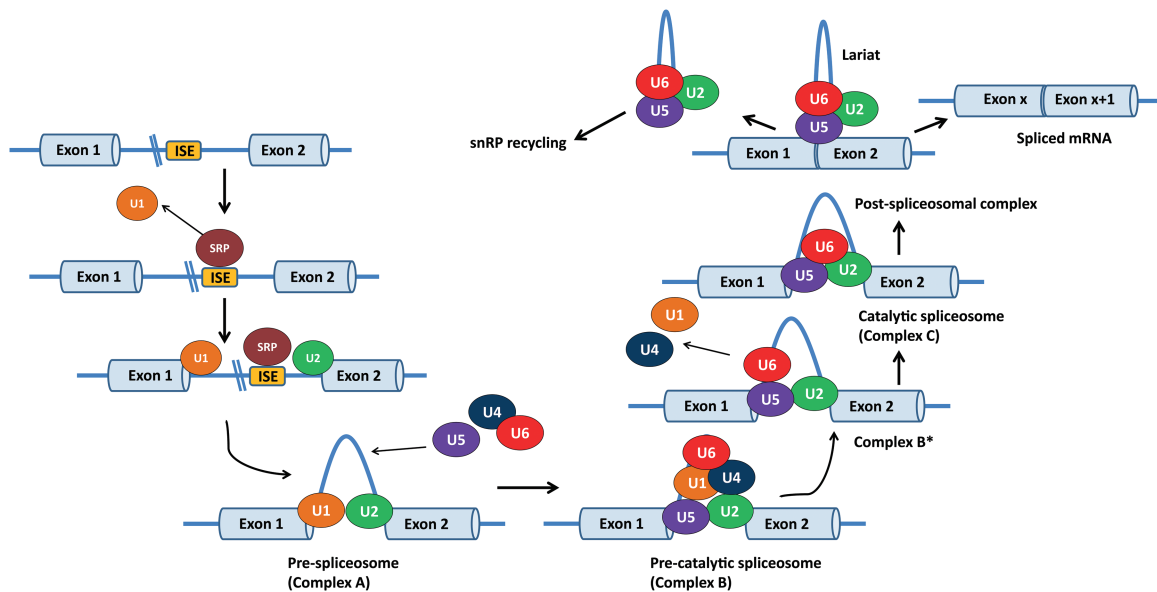 Exon 1
ISE
Exon 2
U1
SRP
Exon 1
ISE
Exon 2
Exon 1
U1
SRP
ISE
U2
Exon 2
U5
U4
U6
Exon 1
U1
U2
Exon 2
Pre-spliceosome
(Complex A)
U6
U1
U4
Exon 1
U5
U2
Exon 2
Pre-catalytic spliceosome
(Complex B)
U1
U4
U6
Exon 1
U5
U2
Exon 2
Complex B*
U6
Exon 1
U5
U2
Exon 2
Catalytic spliceosome
(Complex C)
Post-spliceosomal complex
Lariat
U6
U2
U5
Exon 1
Exon 2
U6
U2
U5
snRP recycling
Exon x
Exon x+1
Spliced mRNA